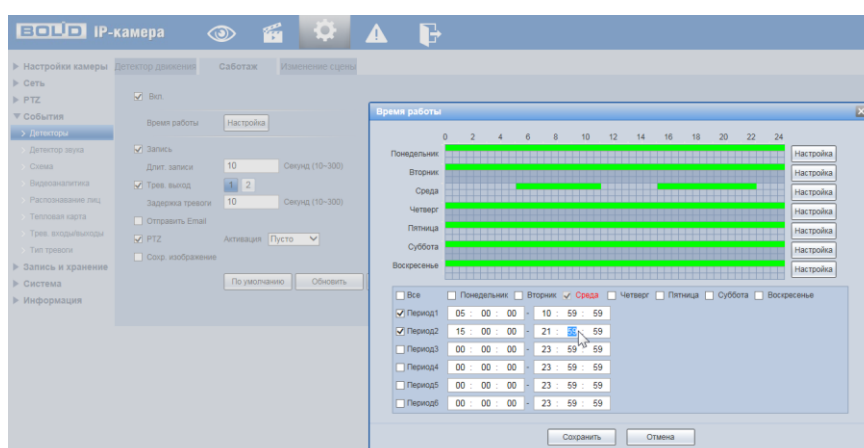 BOLID IP-камера
Настройки камеры
Сеть
PTZ
События
Детекторы
Детектор звука
Схема
Видеоаналитика
Распознавание лиц
Тепловая карта
Трев. входы/выходы
Тип тревоги
Запись и хранение
Система
Информация
Детектор движения Саботаж Изменение сцены
Вкл.
Время работы Настройка
Запись
Длит. записи 10 Секунд (10~300)
Трев. выход 1 2
Задержка тревоги 10 Секунд (10~300)
Отправить Email
PTZ Активация Пусто
Сохр. изображение
По умолчанию Обновить
Время работы
0 2 4 6 8 10 12 14 16 18 20 22 24
Понедельник Настройка
Вторник Настройка
Среда Настройка
Четверг Настройка
Пятница Настройка
Суббота Настройка
Воскресенье Настройка
Все Понедельник Вторник Среда Четверг Пятница Суббота Воскресенье
Период1 05 : 00 : 00 - 10 : 59 : 59
Период2 15 : 00 : 00 - 21 : 59 : 59
Период3 00 : 00 : 00 - 23 : 59 : 59
Период4 00 : 00 : 00 - 23 : 59 : 59
Период5 00 : 00 : 00 - 23 : 59 : 59
Период6 00 : 00 : 00 - 23 : 59 : 59
Сохранить Отмена